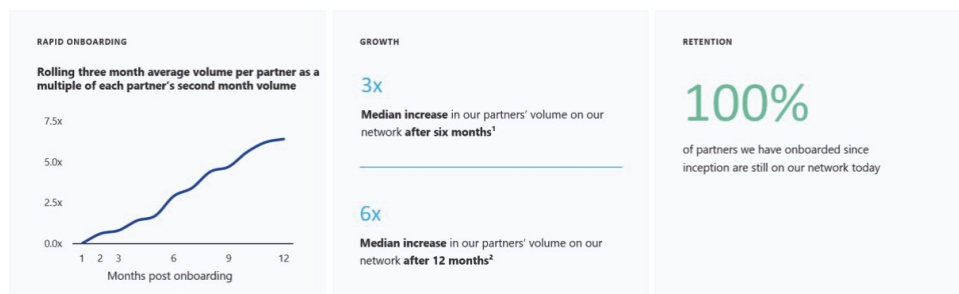 RAPID ONBOARDING
Rolling three month average volume per partner as a
multiple of each partner's second month volume
7.5x
5.0x
2.5x
0.0x
1 2 3 6 9 12
Months post onboarding
GROWTH
3x
Median increase in our partners' volume on our
network after six months¹
6x
Median increase in our partners' volume on our
network after 12 months²
RETENTION
100%
of partners we have onboarded since
inception are still on our network today